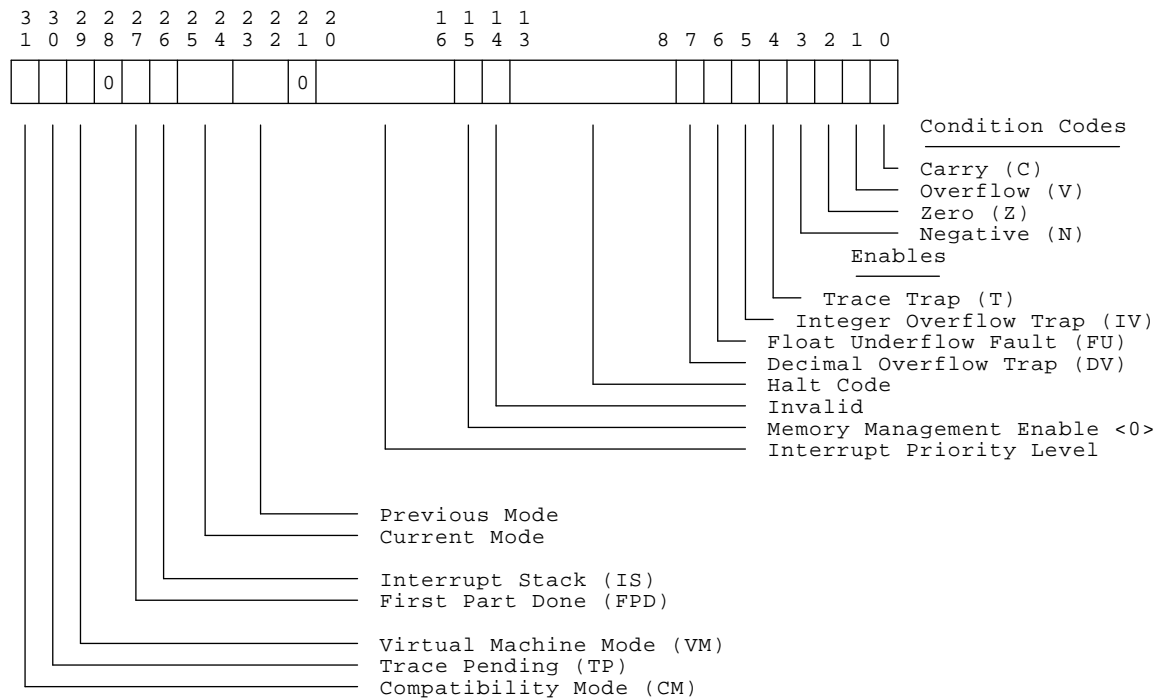 3 3 2 2 2 2 2 2 2 2 2 2 1 1 1 1
1 0 9 8 7 6 5 4 3 2 1 0 6 5 4 3 8 7 6 5 4 3 2 1 0
0 0
Condition Codes
Carry (C)
Overflow (V)
Zero (Z)
Negative (N)
Enables
Trace Trap (T)
Integer Overflow Trap (IV)
Float Underflow Fault (FU)
Decimal Overflow Trap (DV)
Halt Code
Invalid
Memory Management Enable <0>
Interrupt Priority Level
Previous Mode
Current Mode
Interrupt Stack (IS)
First Part Done (FPD)
Virtual Machine Mode (VM)
Trace Pending (TP)
Compatibility Mode (CM)